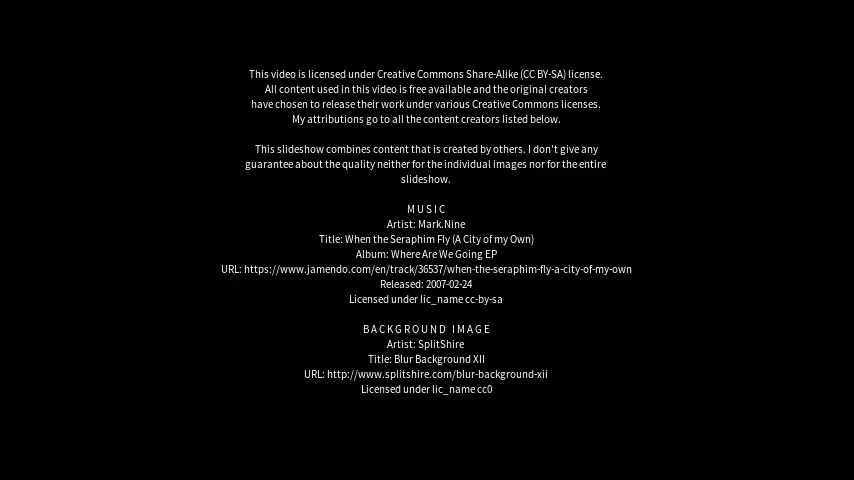 This video is licensed under Creative Commons Share-Alike (CC BY-SA) license.
All content used in this video is free available and the original creators
have chosen to release their work under various Creative Commons licenses.
My attributions go to all the content creators listed below.
This slideshow combines content that is created by others. I don't give any
guarantee about the quality neither for the individual images nor for the entire
slideshow.
MUSIC
Artist: Mark.Nine
Title: When the Seraphim Fly (A City of my Own)
Album: Where Are We Going EP
URL: https://www.jamendo.com/en/track/36537/when-the-seraphim-fly-a-city-of-my-own
Released: 2007-02-24
Licensed under lic_name cc-by-sa
BACKGROUND IMAGE
Artist: SplitShire
Title: Blur Background XII
URL: http://www.splitshire.com/blur-background-xii
Licensed under lic_name cc0